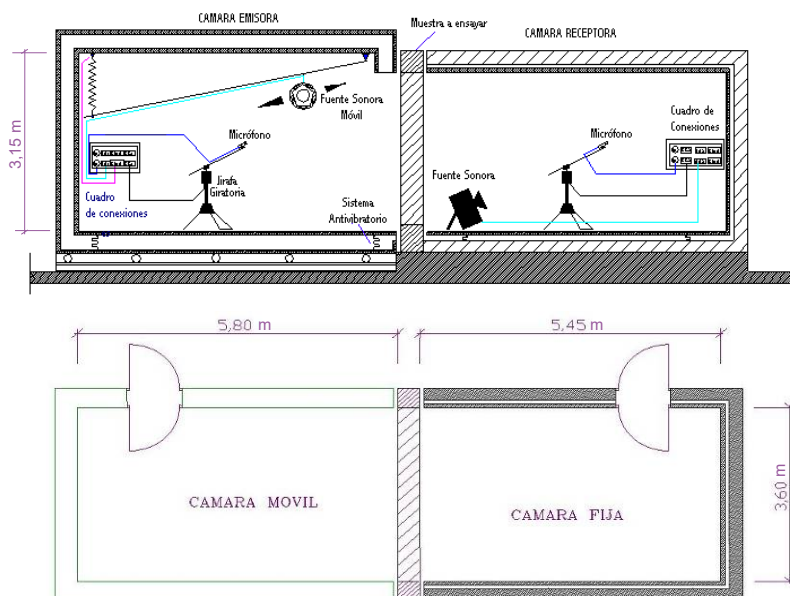 CAMARA EMISORA
Muestra a ensayar
CAMARA RECEPTORA
3,15 m
Fuente Sonora
Móvil
Micrófono
Jirafa
Giratoria
Cuadro
de conexiones
Sistema
Antivibratorio
Micrófono
Cuadro de
Conexiones
Fuente Sonora
5,80 m
5,45 m
CAMARA MOVIL
CAMARA FIJA
3,60 m